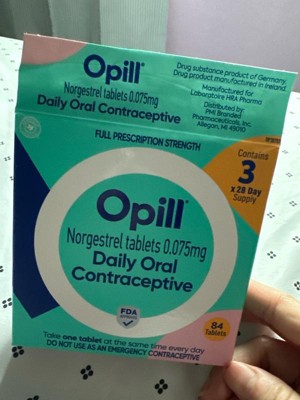 Opill®
Norgestrel tablets 0.075mg
Daily Oral Contraceptive
Drug substance product of Germany.
Drug product manufactured in Ireland.
Manufactured for
Laboratoire HRA Pharma
Distributed by
PMI Branded
Pharmaceuticals, Inc.
Allegan, MI 49010
FULL PRESCRIPTION STRENGTH
Contains
3
x 28 Day
Supply
Opill®
Norgestrel tablets 0.075mg
Daily Oral
Contraceptive
FDA
APPROVED
84
Tablets
Take one tablet at the same time every day
DO NOT USE AS AN EMERGENCY CONTRACEPTIVE